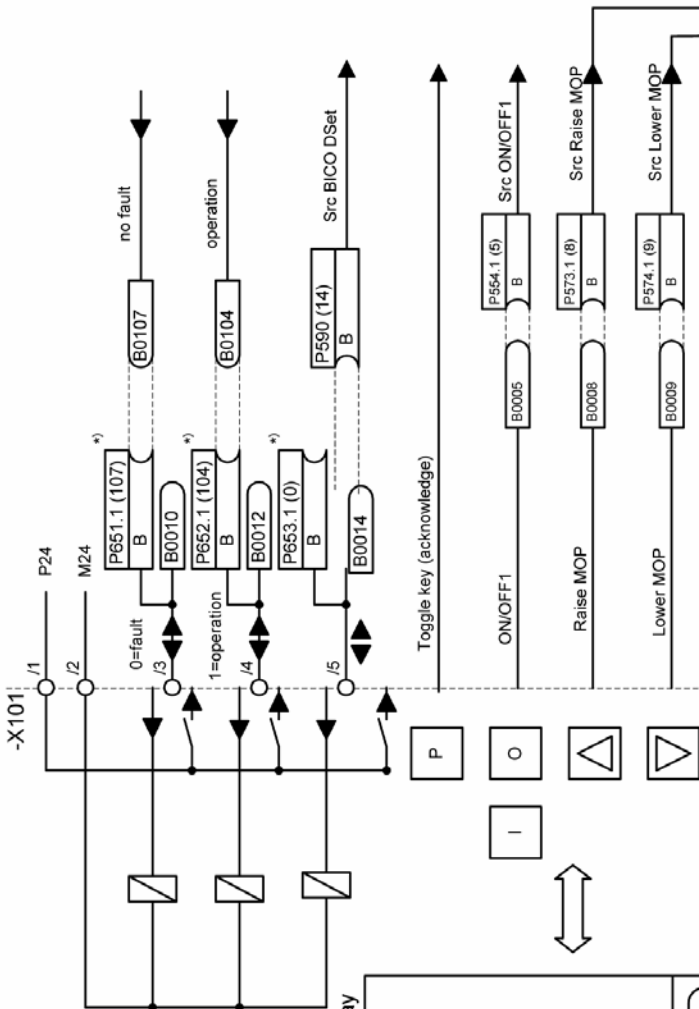 -X101
/1
P24
/2
M24
0=fault
/3
P651.1 (107)
*)
B
B0010
B0107
no fault
1=operation
/4
P652.1 (104)
*)
B
B0012
B0104
operation
/5
P653.1 (0)
*)
B
B0014
P590 (14)
B
Src BICO DSet
P
Toggle key (acknowledge)
I
O
ON/OFF1
B0005
P554.1 (5)
B
Src ON/OFF1
Raise MOP
B0008
P573.1 (8)
B
Src Raise MOP
Lower MOP
B0009
P574.1 (9)
B
Src Lower MOP